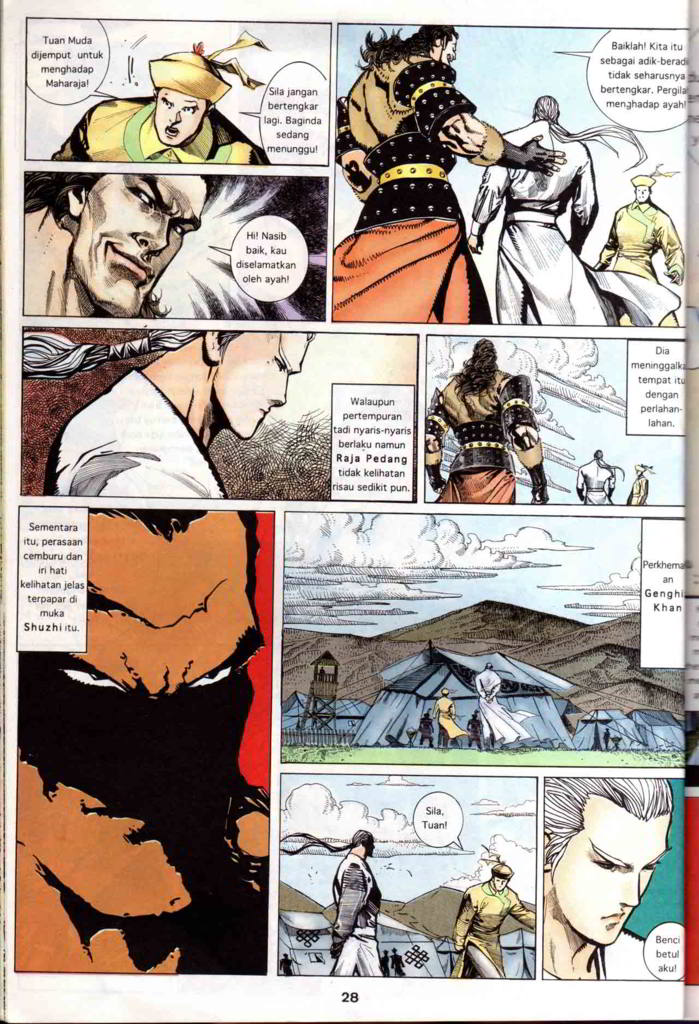 Tuan Muda
dijemput untuk
menghadap
Maharaja!
Sila jangan
bertengkar
lagi. Baginda
sedang
menunggu!
Baiklah! Kita
sebagai adik-berad
tidak seharusnya
bertengkar. Pergila
menghadap ayah
Hi! Nasib
baik, kau
diselamatkan
oleh ayah!
Walaupun
pertempuran
tadi nyaris-nyaris
berlaku namun
Raja Pedang
tidak kelihatan
risau sedikit pun.
Dia
meninggalk
tempat itu
dengan
perlahan-
lahan.
Sementara
itu, perasaan
cemburu dan
iri hati
kelihatan jelas
terpapar di
muka
Shuzhi itu.
Perkhema
an
Genghi
Khan
Sila,
Tuan!
Benci
betul
aku!
28